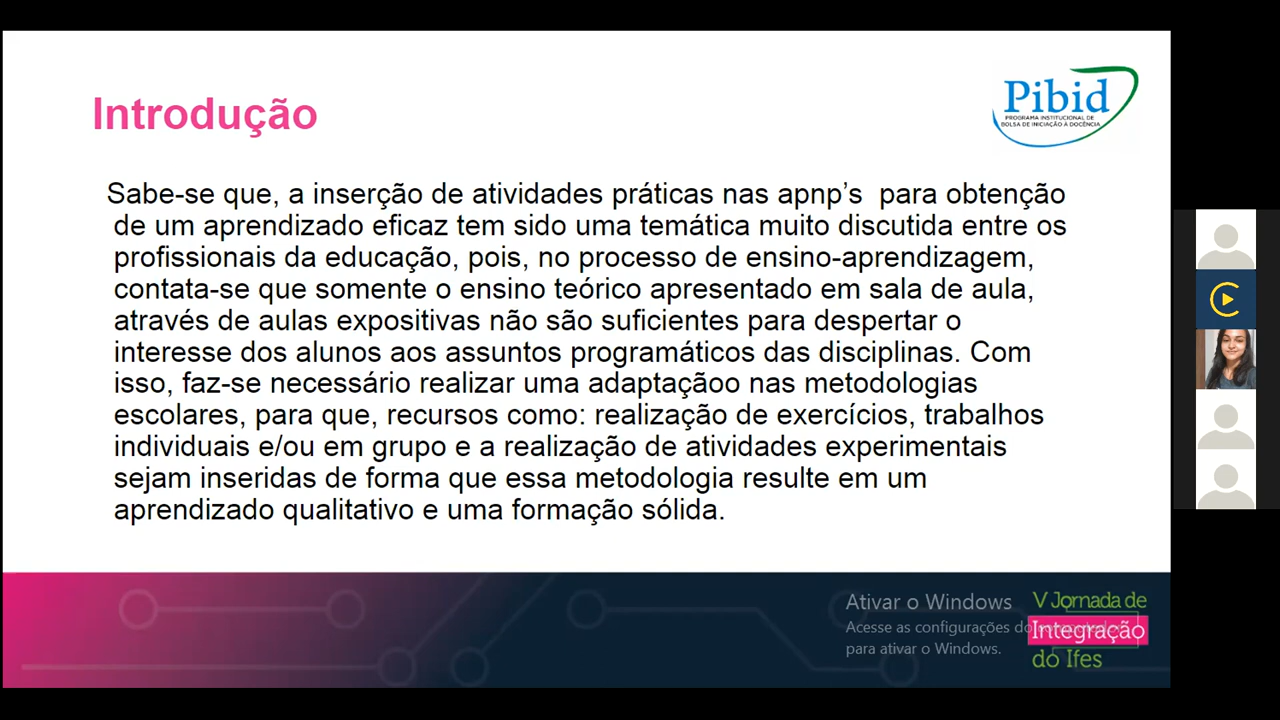 Introdução
Pibid
PROGRAMA INSTITUCIONAL DE
BOLSA DE INICIAÇÃO À DOCÊNCIA
Sabe-se que, a inserção de atividades práticas nas apnp’s para obtenção
de um aprendizado eficaz tem sido uma temática muito discutida entre os
profissionais da educação, pois, no processo de ensino-aprendizagem,
contata-se que somente o ensino teórico apresentado em sala de aula,
através de aulas expositivas não são suficientes para despertar o
interesse dos alunos aos assuntos programáticos das disciplinas. Com
isso, faz-se necessário realizar uma adaptaçãoo nas metodologias
escolares, para que, recursos como: realização de exercícios, trabalhos
individuais e/ou em grupo e a realização de atividades experimentais
sejam inseridas de forma que essa metodologia resulte em um
aprendizado qualitativo e uma formação sólida.
Ativar o Windows
Acesse as configurações do
para ativar o Windows.
V Jornada de
Integração
do Ifes